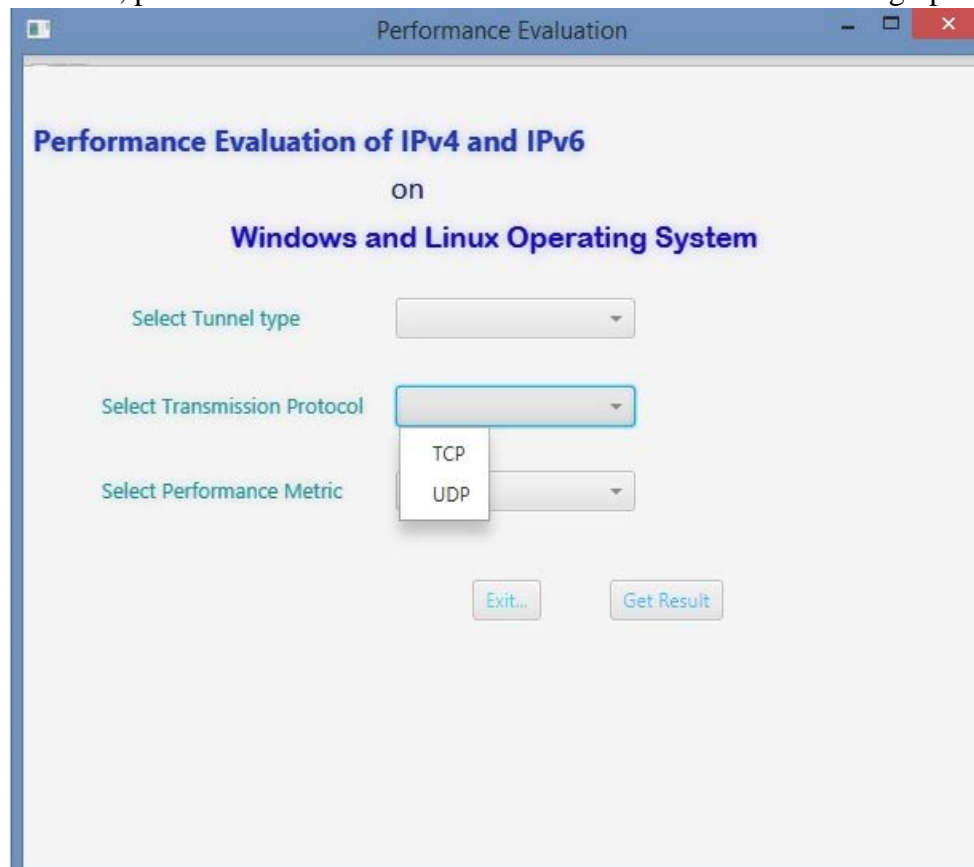 Performance Evaluation
Performance Evaluation of IPv4 and IPv6
on
Windows and Linux Operating System
Select Tunnel type
Select Transmission Protocol
TCP
UDP
Select Performance Metric
Exit...
Get Result